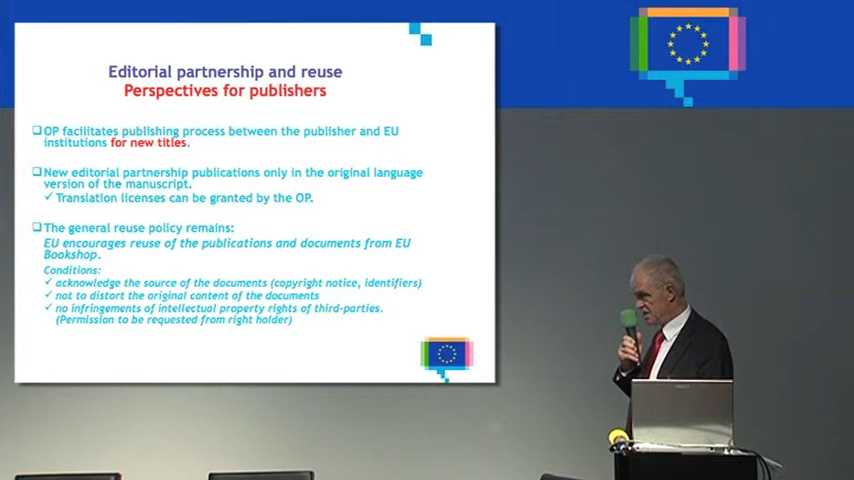 Editorial partnership and reuse
Perspectives for publishers
OP facilitates publishing process between the publisher and EU
institutions for new titles.
New editorial partnership publications only in the original language
version of the manuscript.
✓ Translation licenses can be granted by the OP.
The general reuse policy remains:
EU encourages reuse of the publications and documents from EU
Bookshop.
Conditions:
✓ acknowledge the source of the documents (copyright notice, identifiers)
✓ not to distort the original content of the documents
✓ no infringements of intellectual property rights of third-parties.
(Permission to be requested from right holder)